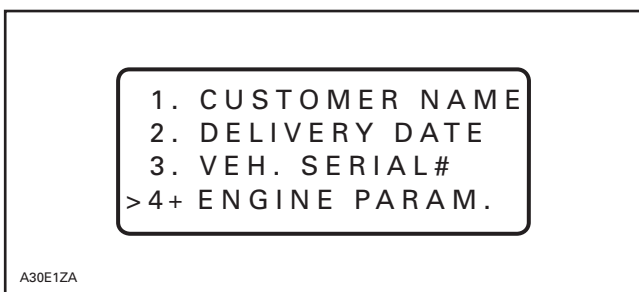 1. CUSTOMER NAME
2. DELIVERY DATE
3. VEH. SERIAL#
>4+ ENGINE PARAM.
A30E1ZA